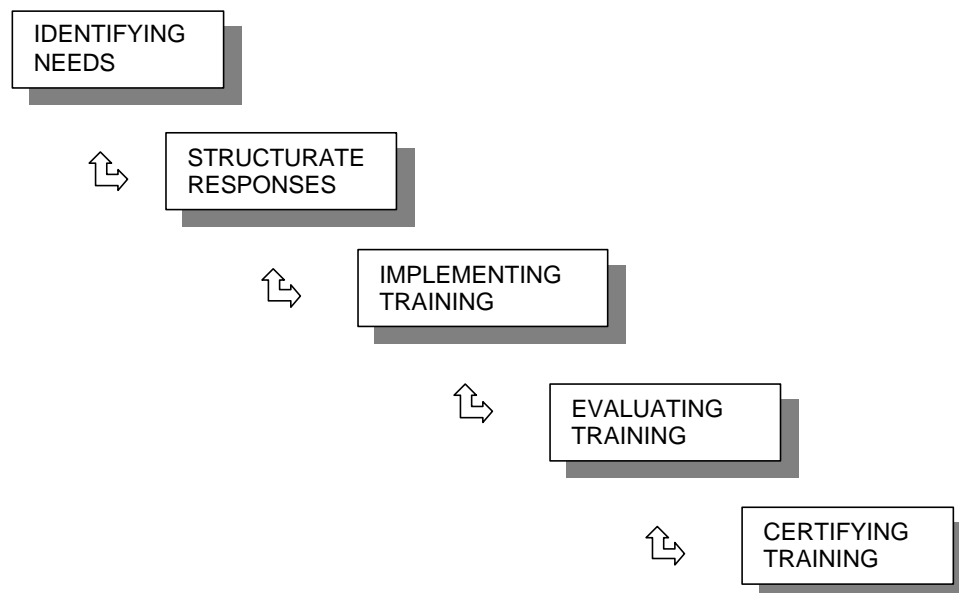 IDENTIFYING
NEEDS
STRUCTURATE
RESPONSES
IMPLEMENTING
TRAINING
EVALUATING
TRAINING
CERTIFYING
TRAINING